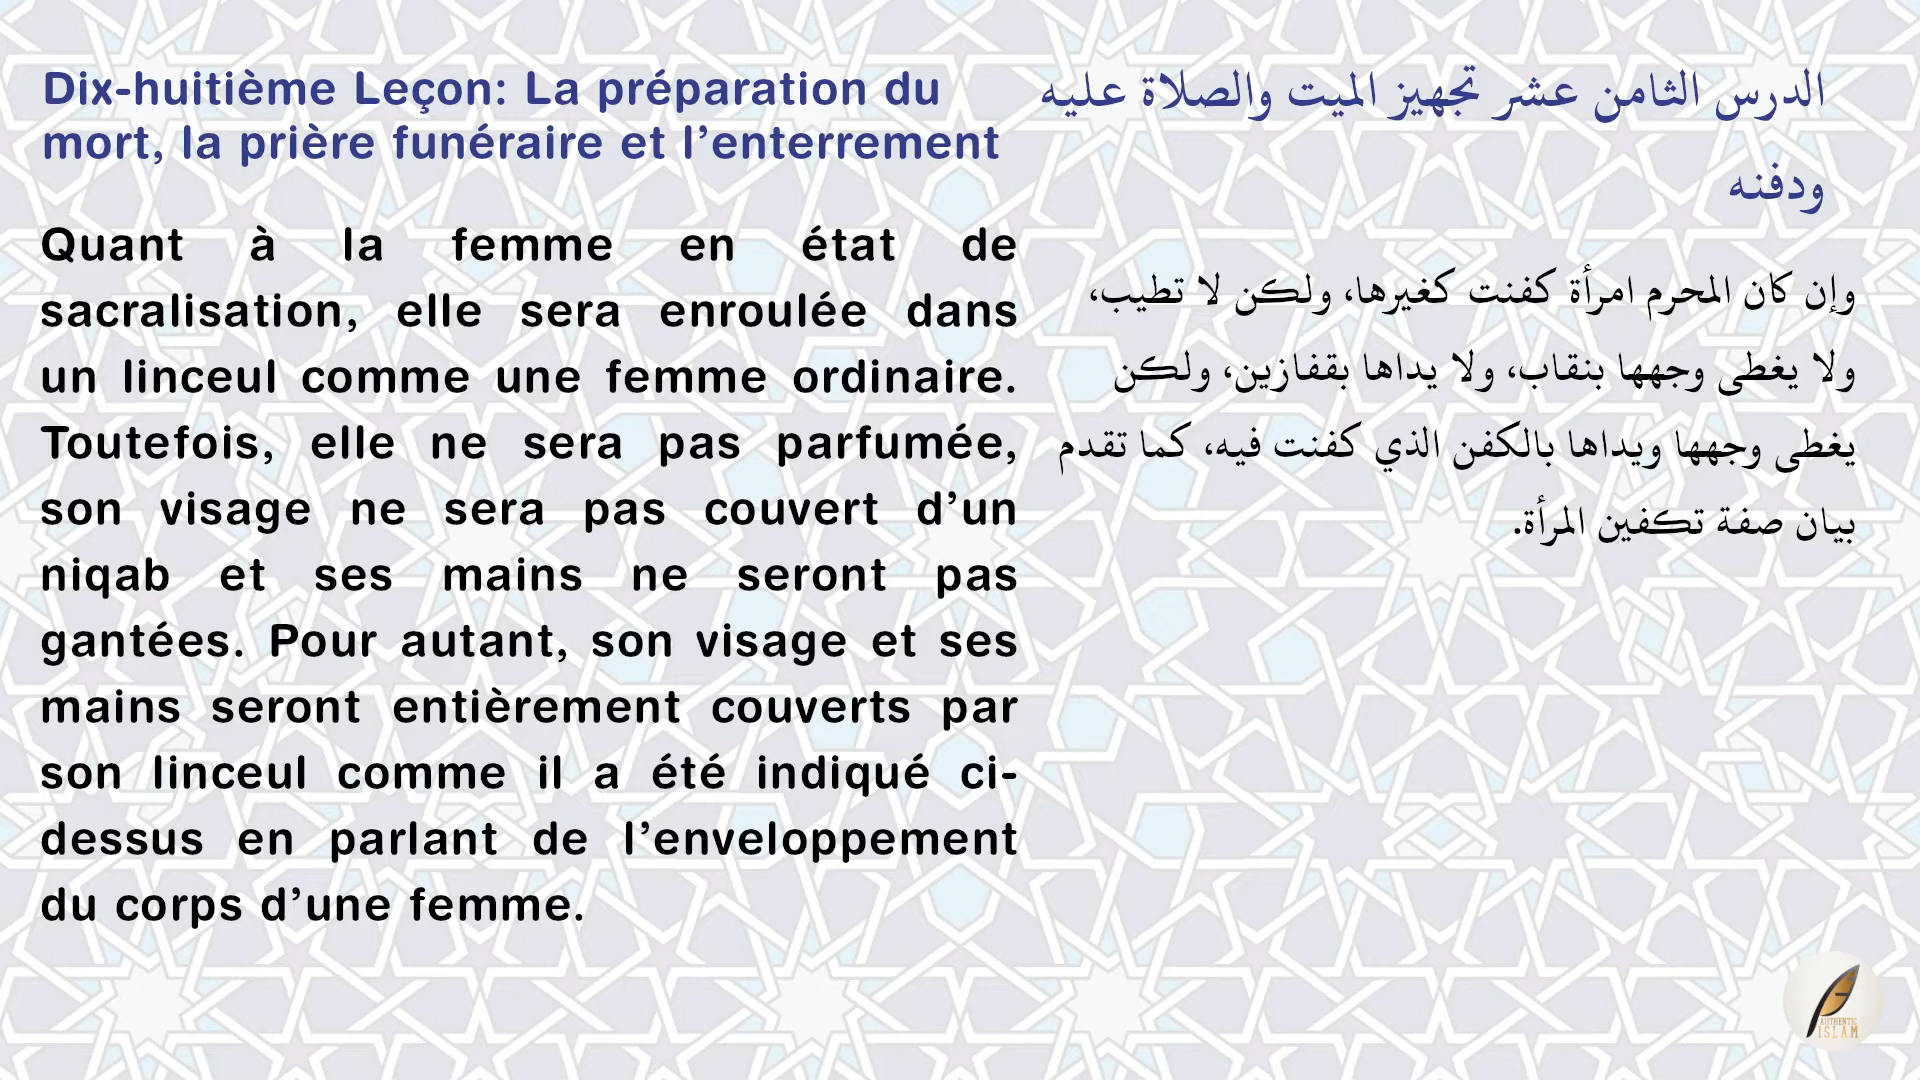 Dix-huitième Leçon: La préparation du
mort, la prière funéraire et l’enterrement
Quant à la femme en état de
sacralisation, elle sera enroulée dans
un linceul comme une femme ordinaire.
Toutefois, elle ne sera pas parfumée,
son visage ne sera pas couvert d’un
niqab et ses mains ne seront pas
gantées. Pour autant, son visage et ses
mains seront entièrement couverts par
son linceul comme il a été indiqué ci-
dessus en parlant de l’enveloppement
du corps d’une femme.
الدرس الثامن عشر تجهيز الميت والصلاة عليه
ودفنه
وإن كان المحرم امرأة كفنت كغيرها، ولكن لا تطيب،
ولا يغطى وجهها بنقاب، ولا يداها بقفازين، ولكن
يغطى وجهها ويداها بالكفن الذي كفنت فيه، كما تقدم
بيان صفة تكفين المرأة.
AUTHENTIC
ISLAM